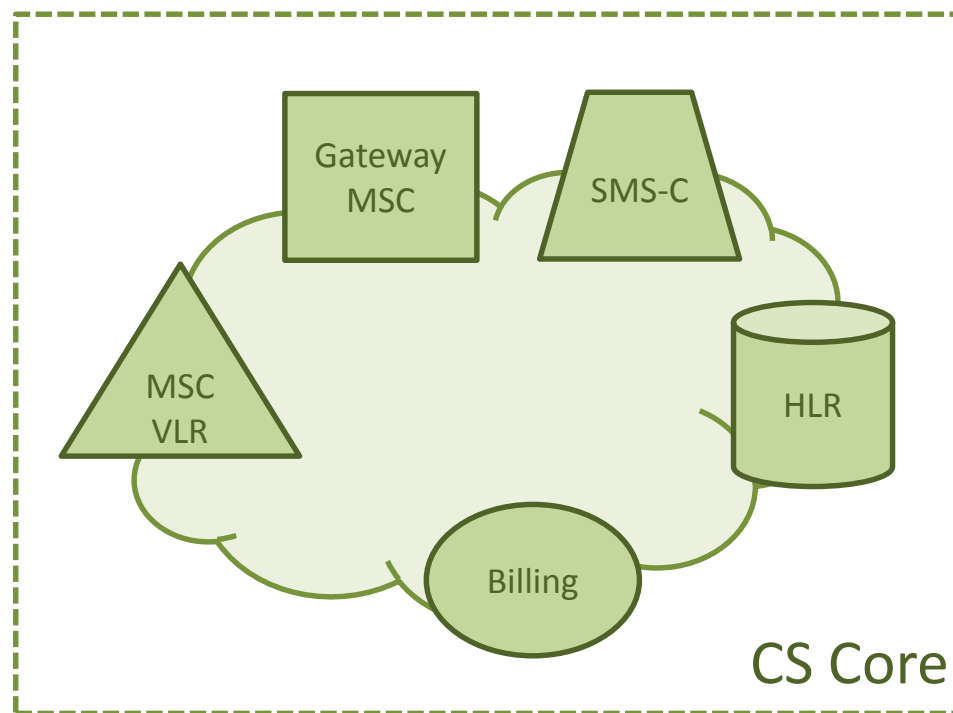 Gateway
MSC
SMS-C
MSC
VLR
HLR
Billing
CS Core